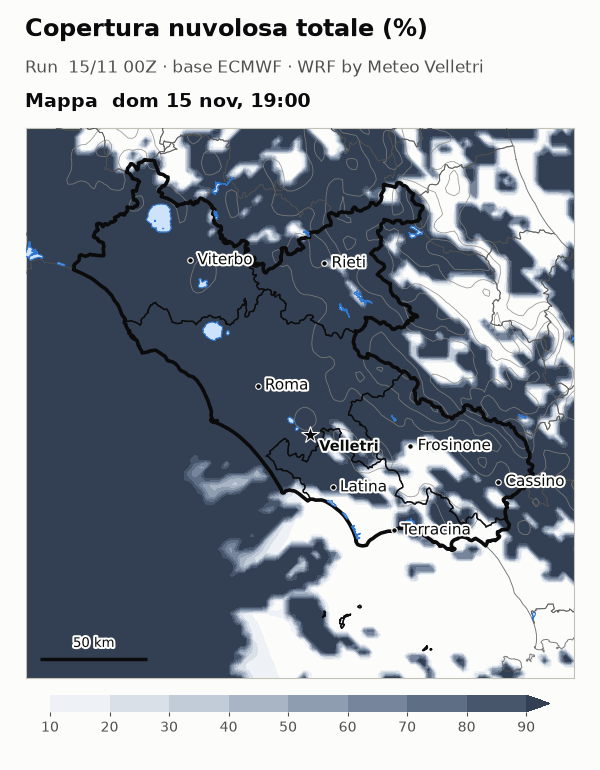 Copertura nuvolosa totale (%)
Run  15/11 00Z · base ECMWF · WRF by Meteo Velletri
Mappa  dom 15 nov, 19:00
Viterbo
Rieti
Roma
Velletri
Frosinone
Latina
Cassino
Terracina
50 km
10 20 30 40 50 60 70 80 90